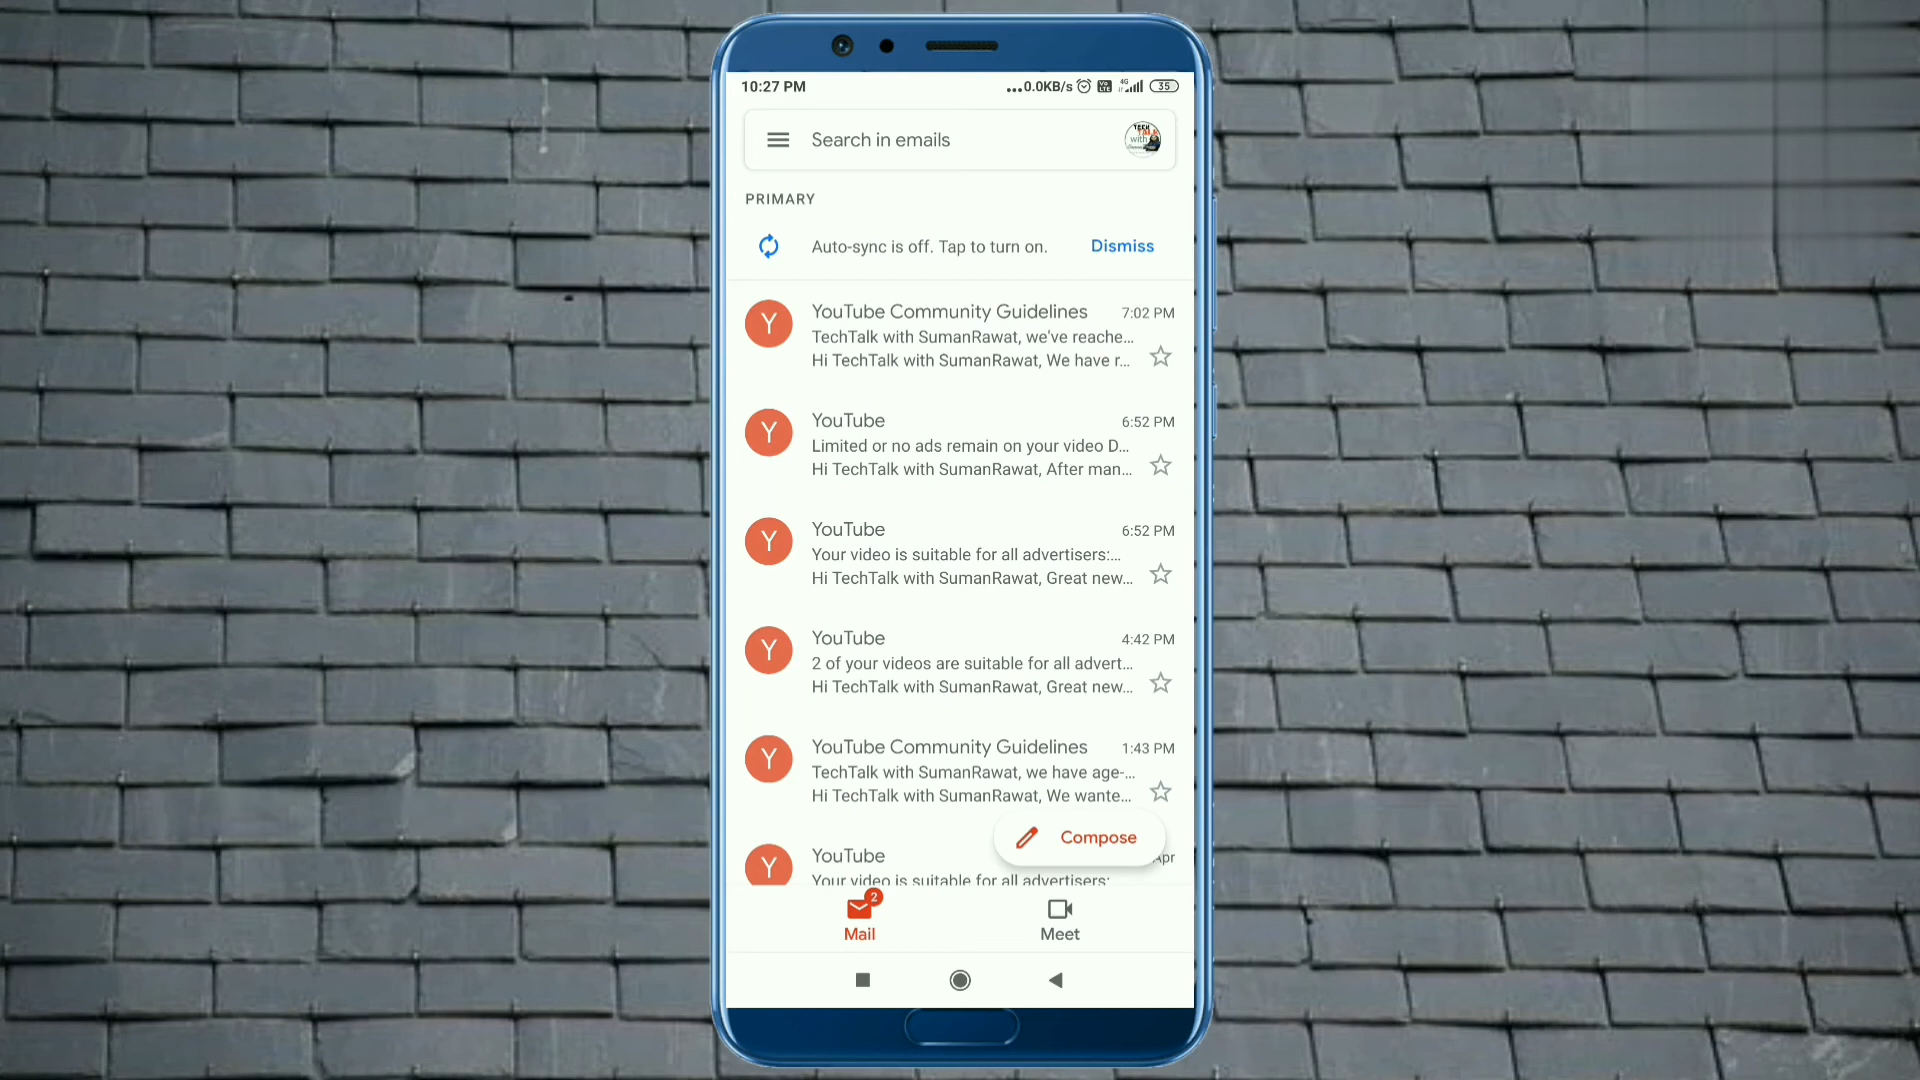 10:27 PM
...0.0KB/s 4G 35
Search in emails
TECH
TALK
with
PRIMARY
Auto-sync is off. Tap to turn on. Dismiss
Y YouTube Community Guidelines 7:02 PM
TechTalk with SumanRawat, we've reache...
Hi TechTalk with SumanRawat, We have r...
Y YouTube 6:52 PM
Limited or no ads remain on your video D...
Hi TechTalk with SumanRawat, After man...
Y YouTube 6:52 PM
Your video is suitable for all advertisers:...
Hi TechTalk with SumanRawat, Great new...
Y YouTube 4:42 PM
2 of your videos are suitable for all advert...
Hi TechTalk with SumanRawat, Great new...
Y YouTube Community Guidelines 1:43 PM
TechTalk with SumanRawat, we have age-...
Hi TechTalk with SumanRawat, We wante...
Compose
Y YouTube Apr
Your video is suitable for all advertisers:
2
Mail Meet